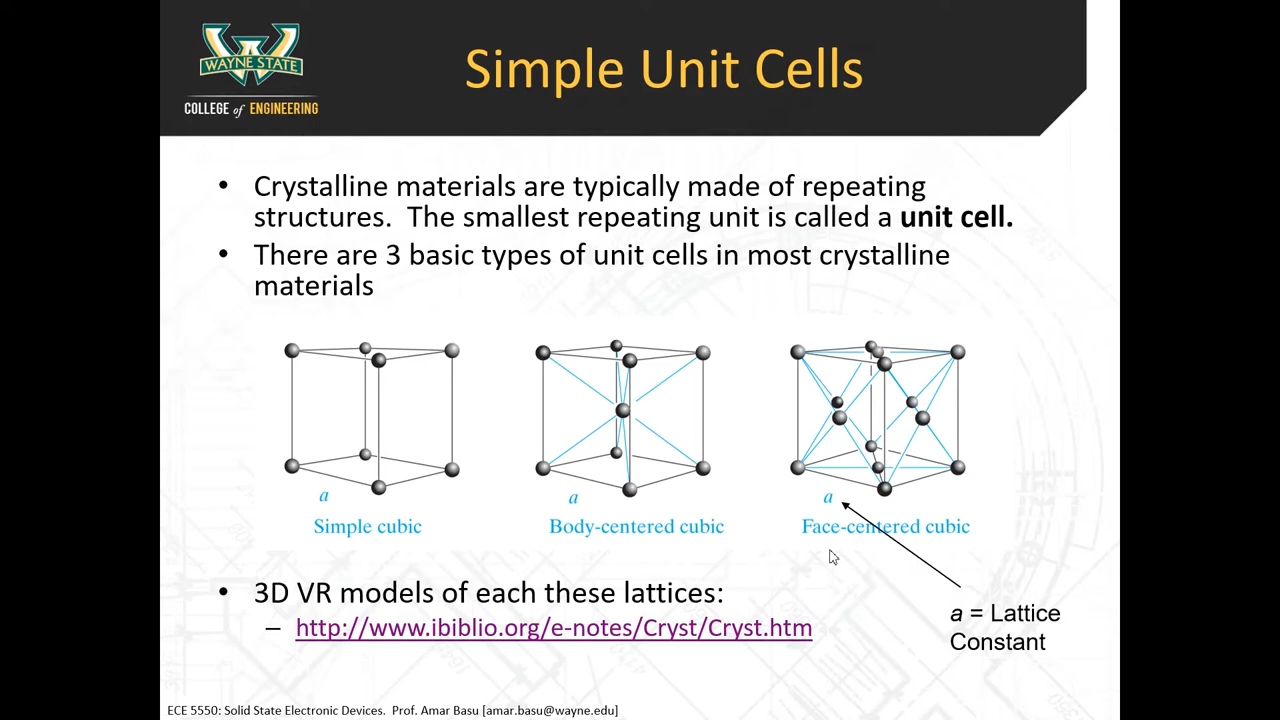 WAYNE STATE
COLLEGE of ENGINEERING
Simple Unit Cells
• Crystalline materials are typically made of repeating
structures. The smallest repeating unit is called a unit cell.
• There are 3 basic types of unit cells in most crystalline
materials
a
Simple cubic
a
Body-centered cubic
a
Face-centered cubic
a = Lattice
Constant
• 3D VR models of each these lattices:
– http://www.ibiblio.org/e-notes/Cryst/Cryst.htm
ECE 5550: Solid State Electronic Devices. Prof. Amar Basu [amar.basu@wayne.edu]